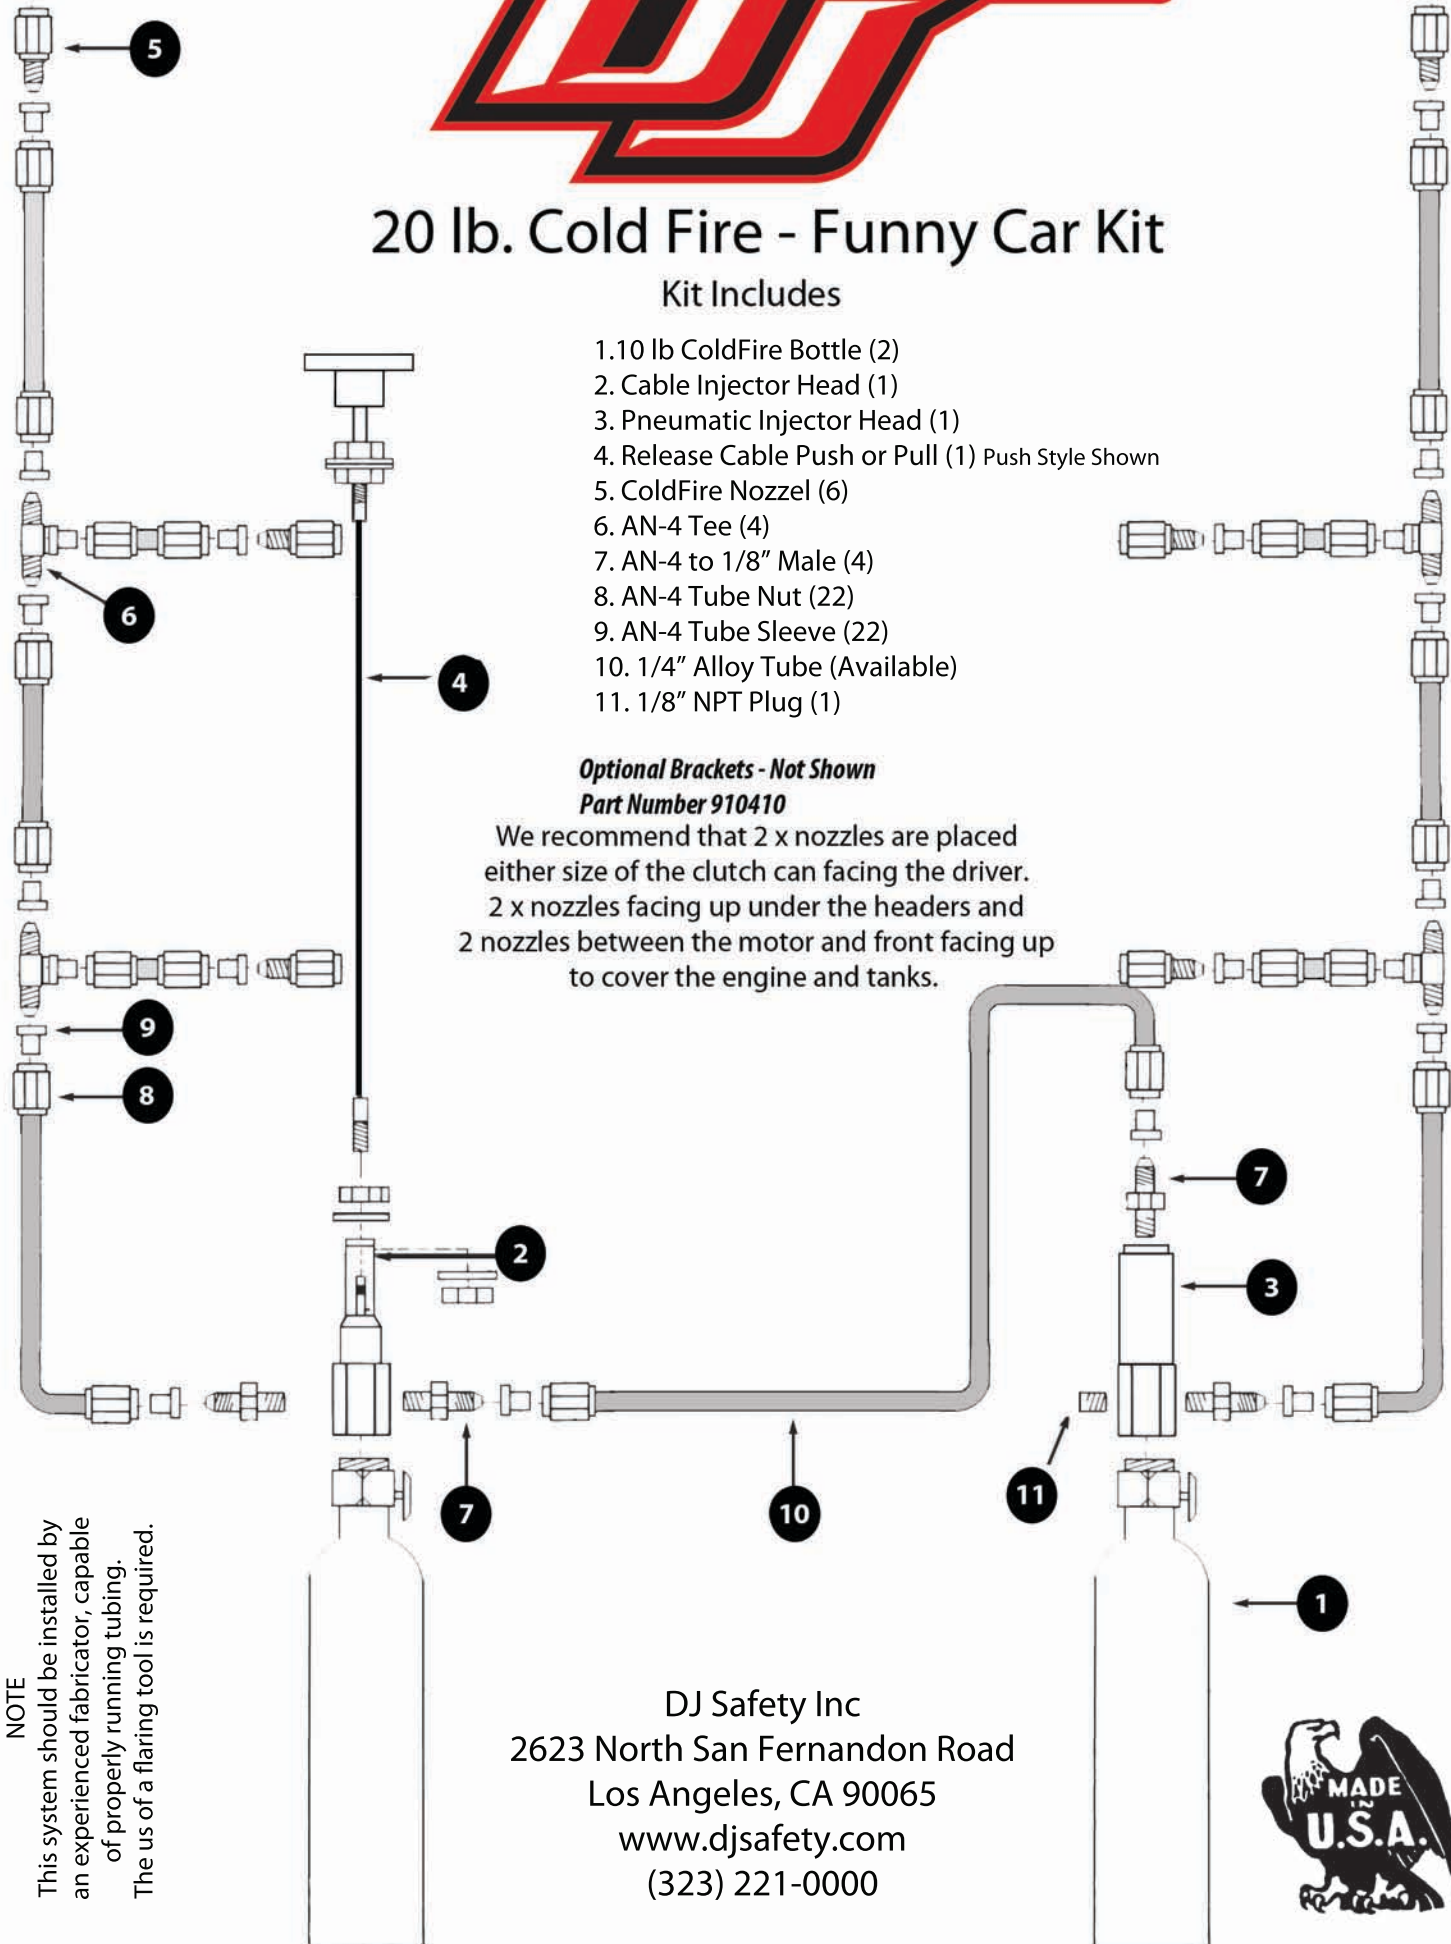 DJ
20 lb. Cold Fire - Funny Car Kit
Kit Includes
1.10 lb ColdFire Bottle (2)
2. Cable Injector Head (1)
3. Pneumatic Injector Head (1)
4. Release Cable Push or Pull (1) Push Style Shown
5. ColdFire Nozzel (6)
6. AN-4 Tee (4)
7. AN-4 to 1/8” Male (4)
8. AN-4 Tube Nut (22)
9. AN-4 Tube Sleeve (22)
10. 1/4” Alloy Tube (Available)
11. 1/8” NPT Plug (1)
Optional Brackets - Not Shown
Part Number 910410
We recommend that 2 x nozzles are placed
either size of the clutch can facing the driver.
2 x nozzles facing up under the headers and
2 nozzles between the motor and front facing up
to cover the engine and tanks.
5
6
4
9
8
7
2
3
7
10
11
1
NOTE
This system should be installed by
an experienced fabricator, capable
of properly running tubing.
The us of a flaring tool is required.
DJ Safety Inc
2623 North San Fernandon Road
Los Angeles, CA 90065
www.djsafety.com
(323) 221-0000
MADE
IN
U.S.A.